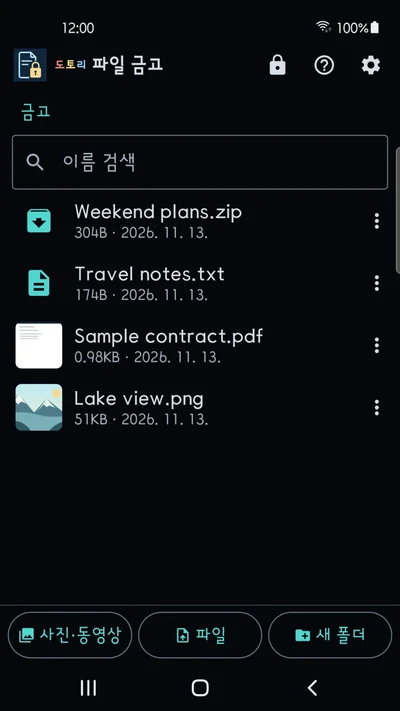 12:00
100%
도토리 파일 금고
금고
이름 검색
Weekend plans.zip
304B · 2026. 11. 13.
Travel notes.txt
174B · 2026. 11. 13.
Sample contract.pdf
0.98KB · 2026. 11. 13.
Lake view.png
51KB · 2026. 11. 13.
사진·동영상
파일
새 폴더